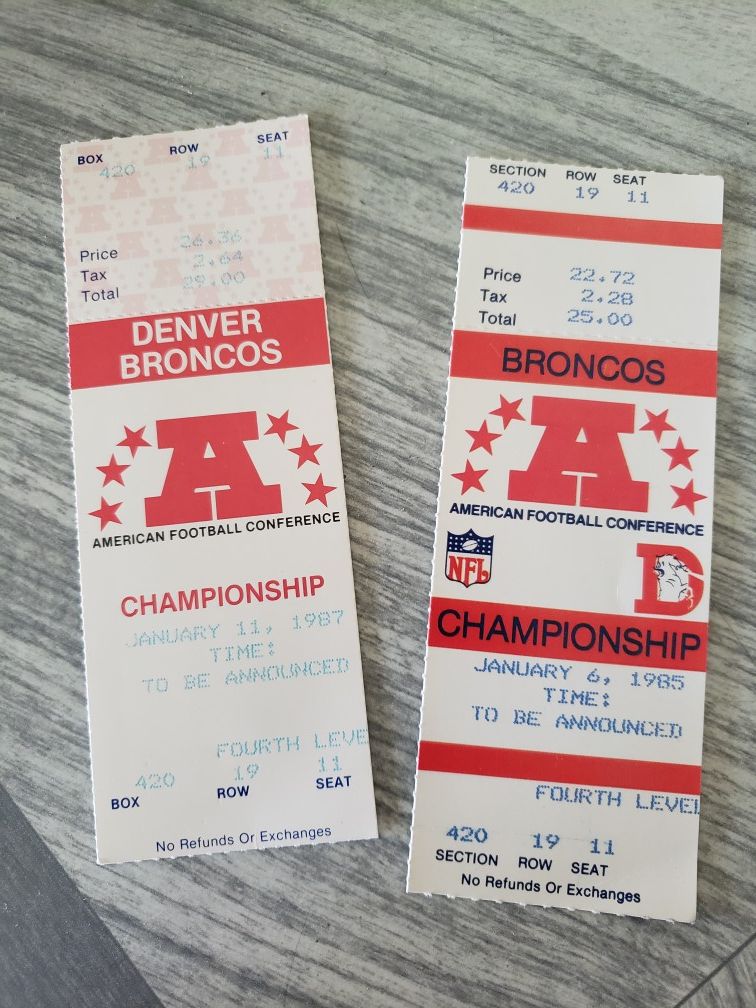 BOX ROW SEAT
420 19 11
Price 26.36
Tax 2.64
Total 29.00
DENVER
BRONCOS
A
AMERICAN FOOTBALL CONFERENCE
CHAMPIONSHIP
JANUARY 11, 1987
TIME:
TO BE ANNOUNCED
FOURTH LEVE
420 19 11
BOX ROW SEAT
No Refunds Or Exchanges
SECTION ROW SEAT
420 19 11
Price 22.72
Tax 2.28
Total 25.00
BRONCOS
A
AMERICAN FOOTBALL CONFERENCE
NFL D
CHAMPIONSHIP
JANUARY 6, 1985
TIME:
TO BE ANNOUNCED
FOURTH LEVEL
420 19 11
SECTION ROW SEAT
No Refunds Or Exchanges